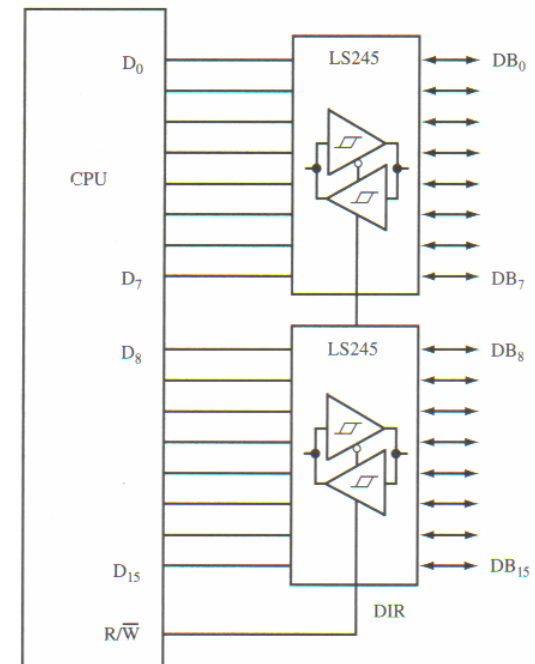 D₀ LS245 DB₀
CPU
D₇ DB₇
D₈ LS245 DB₈
D₁₅ DB₁₅
DIR
R/W̅